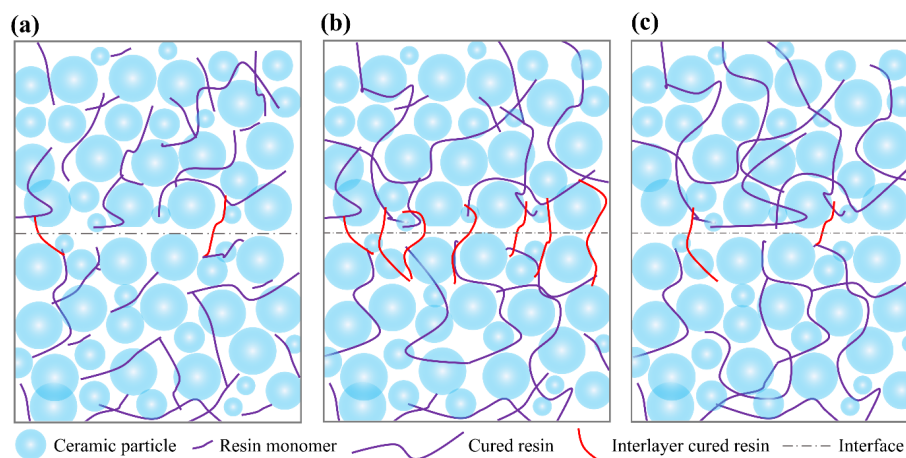 (a) (b) (c)
Ceramic particle Resin monomer Cured resin Interlayer cured resin Interface